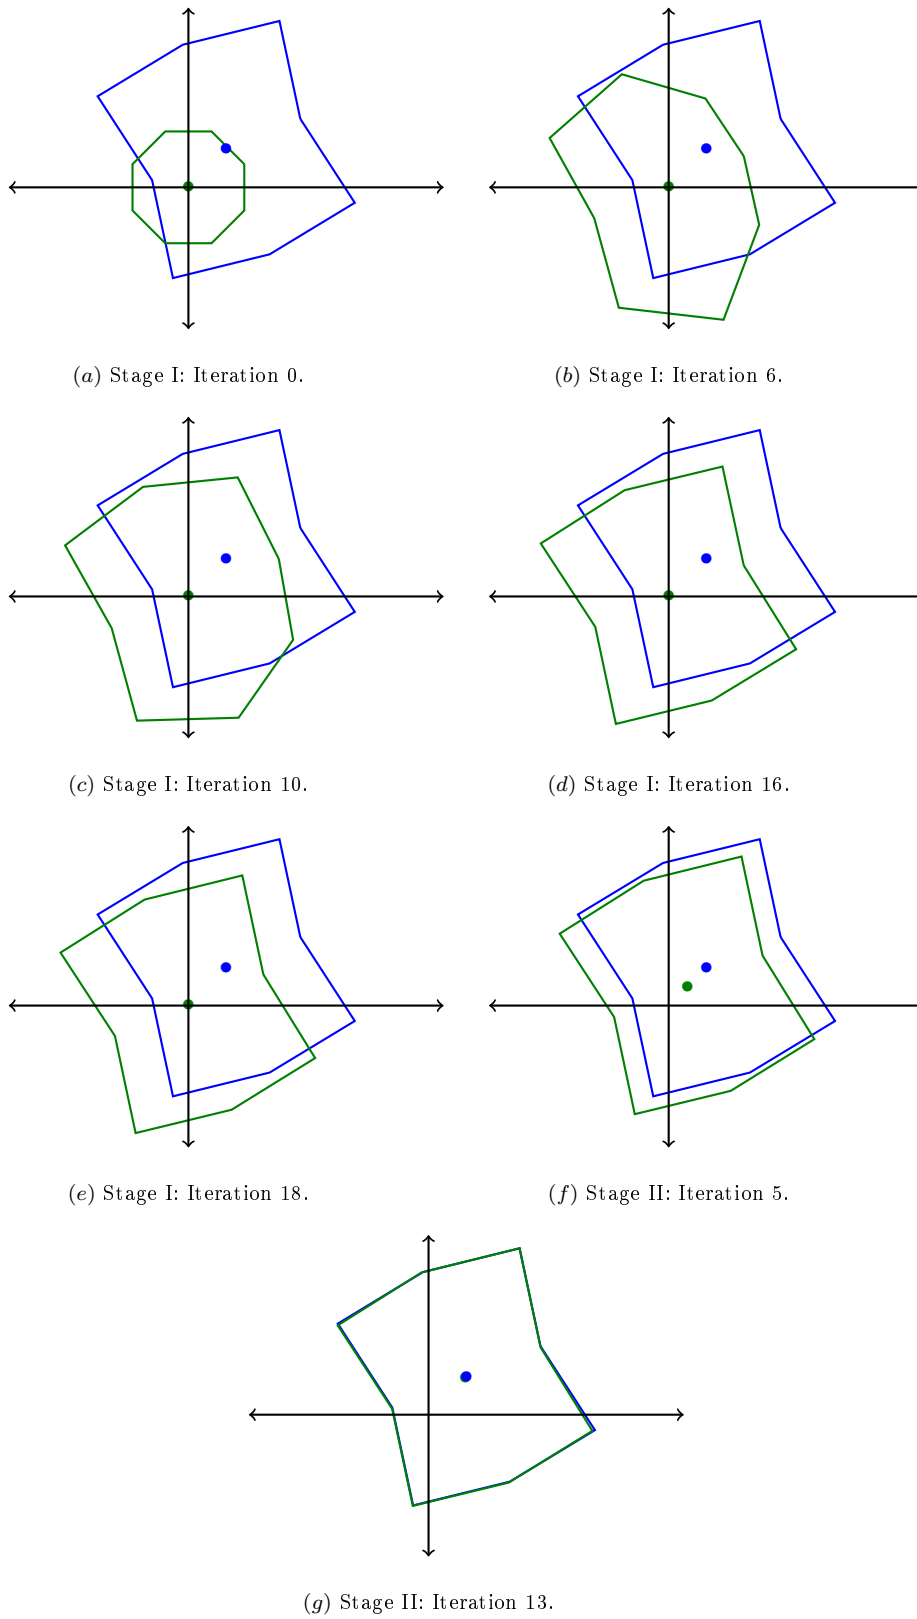 (a) Stage I: Iteration 0.
(b) Stage I: Iteration 6.
(c) Stage I: Iteration 10.
(d) Stage I: Iteration 16.
(e) Stage I: Iteration 18.
(f) Stage II: Iteration 5.
(g) Stage II: Iteration 13.